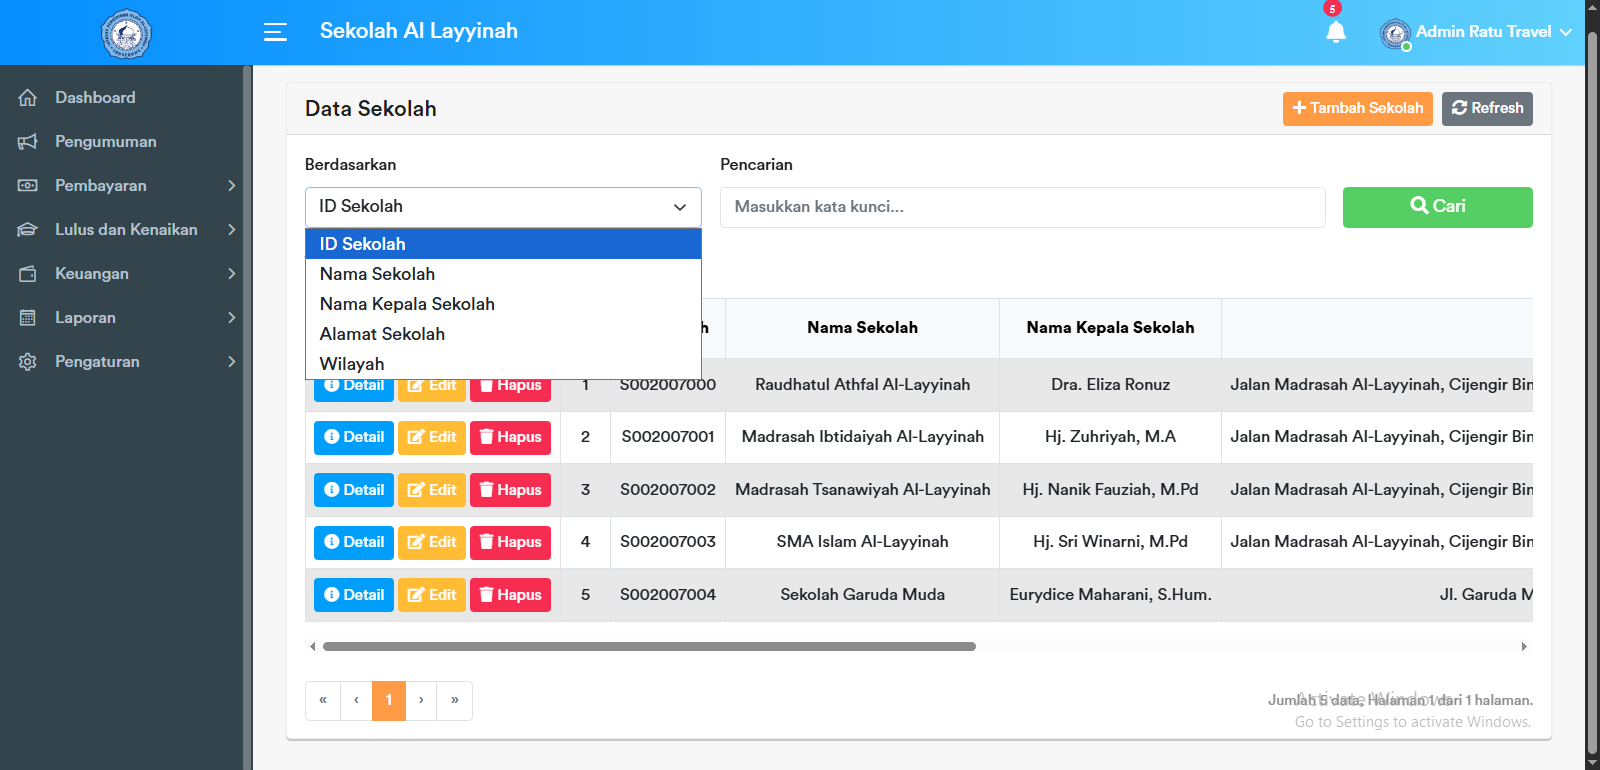 Sekolah Al Layyinah
5
Admin Ratu Travel
Dashboard
Pengumuman
Pembayaran
Lulus dan Kenaikan
Keuangan
Laporan
Pengaturan
Data Sekolah
Tambah Sekolah
Refresh
Berdasarkan
Pencarian
ID Sekolah
Masukkan kata kunci...
Cari
ID Sekolah
Nama Sekolah
Nama Kepala Sekolah
Alamat Sekolah
Wilayah
Nama Sekolah Nama Kepala Sekolah
Detail Edit Hapus 1 S002007000 Raudhatul Athfal Al-Layyinah Dra. Eliza Ronuz Jalan Madrasah Al-Layyinah, Cijengir Bin
Detail Edit Hapus 2 S002007001 Madrasah Ibtidaiyah Al-Layyinah Hj. Zuhriyah, M.A Jalan Madrasah Al-Layyinah, Cijengir Bin
Detail Edit Hapus 3 S002007002 Madrasah Tsanawiyah Al-Layyinah Hj. Nanik Fauziah, M.Pd Jalan Madrasah Al-Layyinah, Cijengir Bin
Detail Edit Hapus 4 S002007003 SMA Islam Al-Layyinah Hj. Sri Winarni, M.Pd Jalan Madrasah Al-Layyinah, Cijengir Bin
Detail Edit Hapus 5 S002007004 Sekolah Garuda Muda Eurydice Maharani, S.Hum. Jl. Garuda M
« ‹ 1 › »
Jumlah 5 data, Halaman 1 dari 1 halaman.
Activate Windows
Go to Settings to activate Windows.